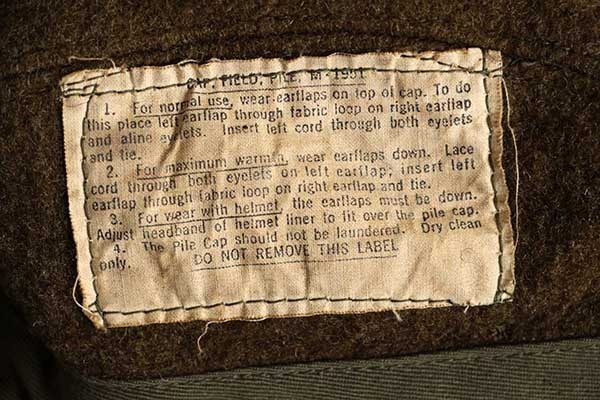 CAP, FIELD, PILE, M-1951
1. For normal use, wear earflaps on top of cap. To do
this place left earflap through fabric loop on right earflap
and aline eyelets. Insert left cord through both eyelets
and tie.
2. For maximum warmth, wear earflaps down. Lace
cord through both eyelets on left earflap; insert left
earflap through fabric loop on right earflap and tie.
3. For wear with helmet, the earflaps must be down.
Adjust headband of helmet liner to fit over the pile cap.
4. The Pile Cap should not be laundered. Dry clean
only.
DO NOT REMOVE THIS LABEL